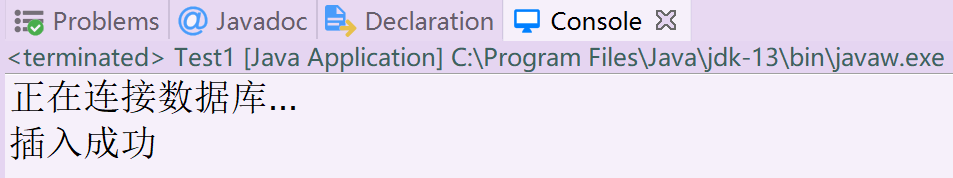 Problems @ Javadoc Declaration Console
<terminated> Test1 [Java Application] C:\Program Files\Java\jdk-13\bin\javaw.exe
正在连接数据库...
插入成功